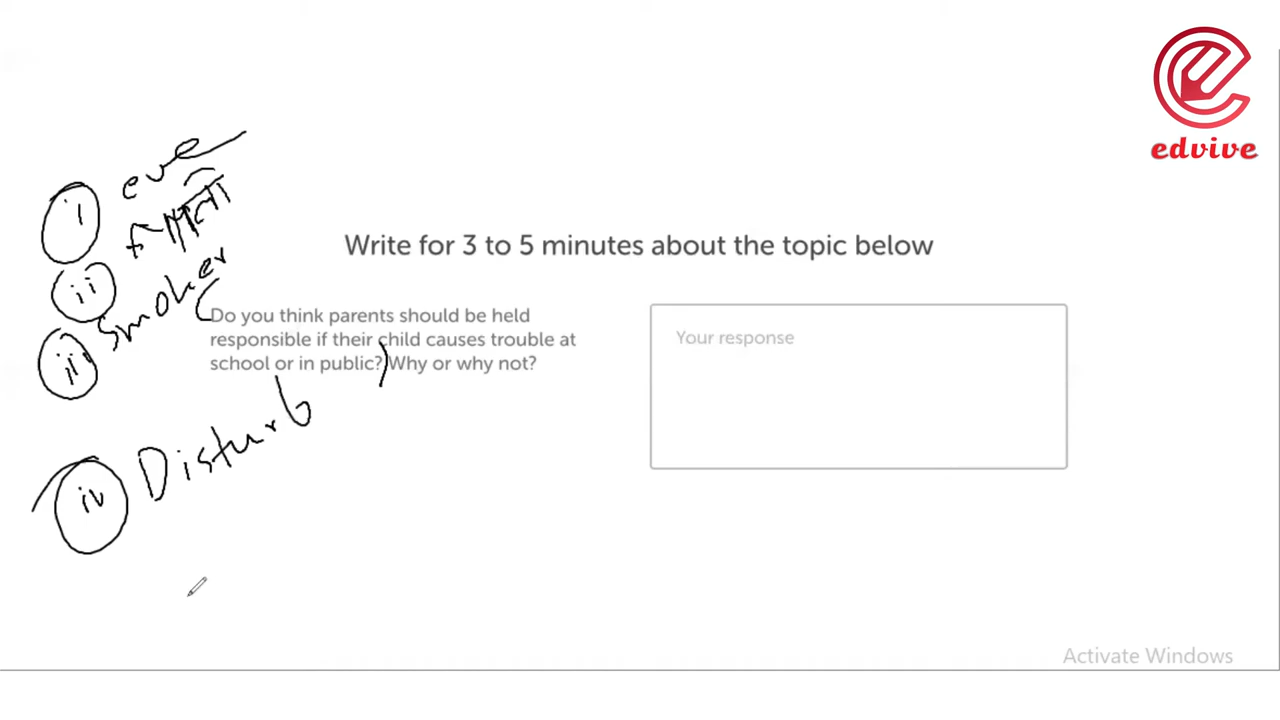 edvive
i eve
ii
Smoker
iii
Write for 3 to 5 minutes about the topic below
Do you think parents should be held
responsible if their child causes trouble at
school or in public? Why or why not?
Your response
iv Disturb
Activate Windows